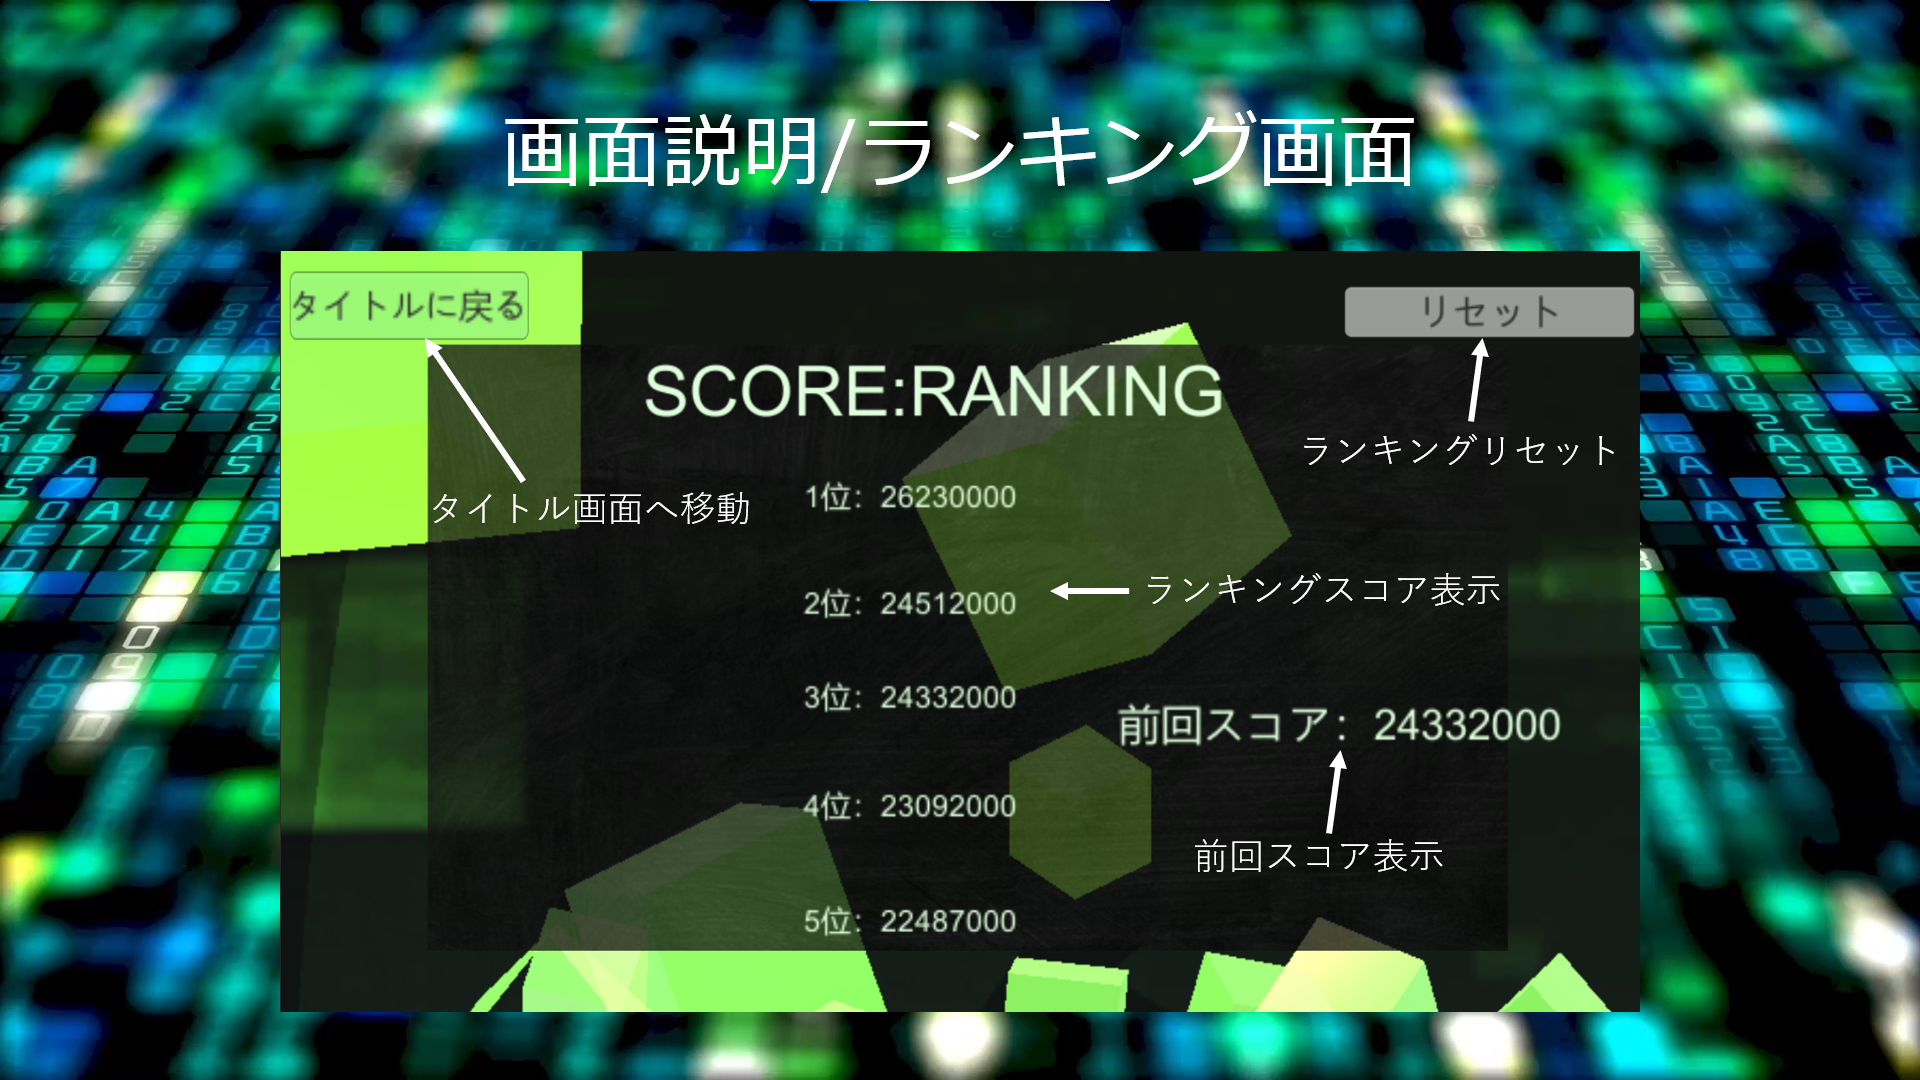 画面説明/ランキング画面
タイトルに戻る
リセット
SCORE:RANKING
ランキングリセット
タイトル画面へ移動
1位: 26230000
2位: 24512000
ランキングスコア表示
3位: 24332000
前回スコア: 24332000
4位: 23092000
前回スコア表示
5位: 22487000